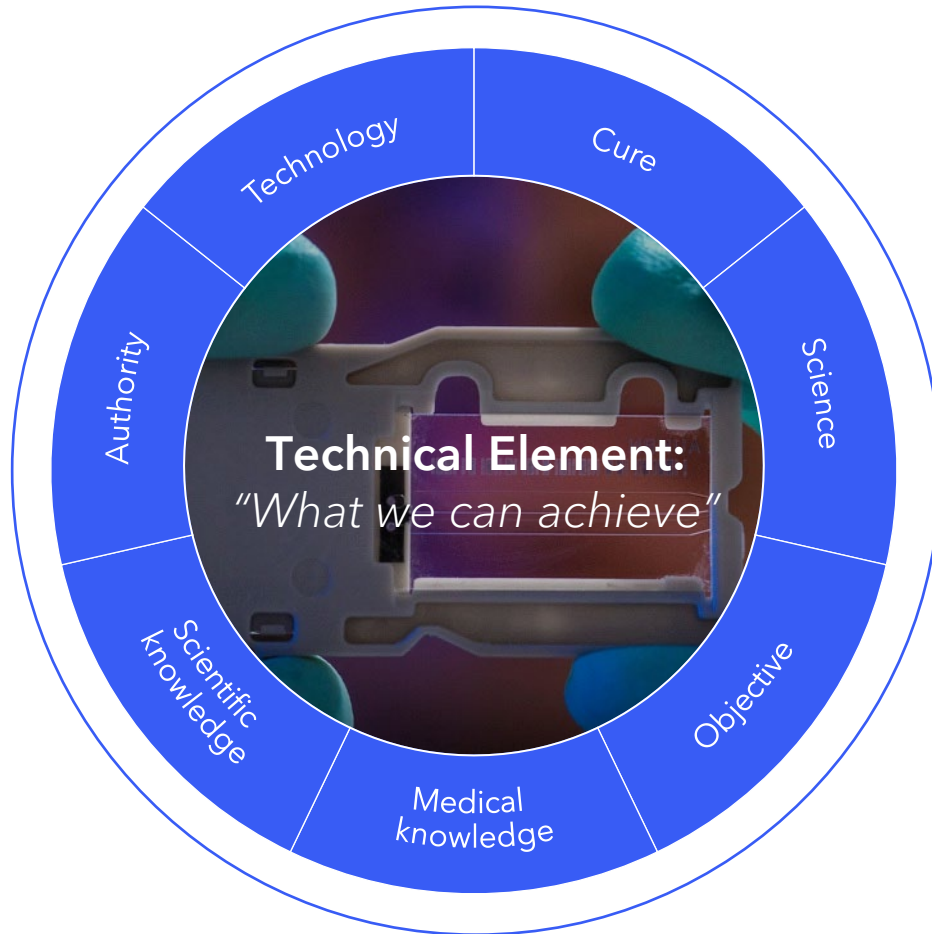 Technical Element:
“What we can achieve”
Cure
Science
Objective
Medical
knowledge
Scientific
knowledge
Authority
Technology